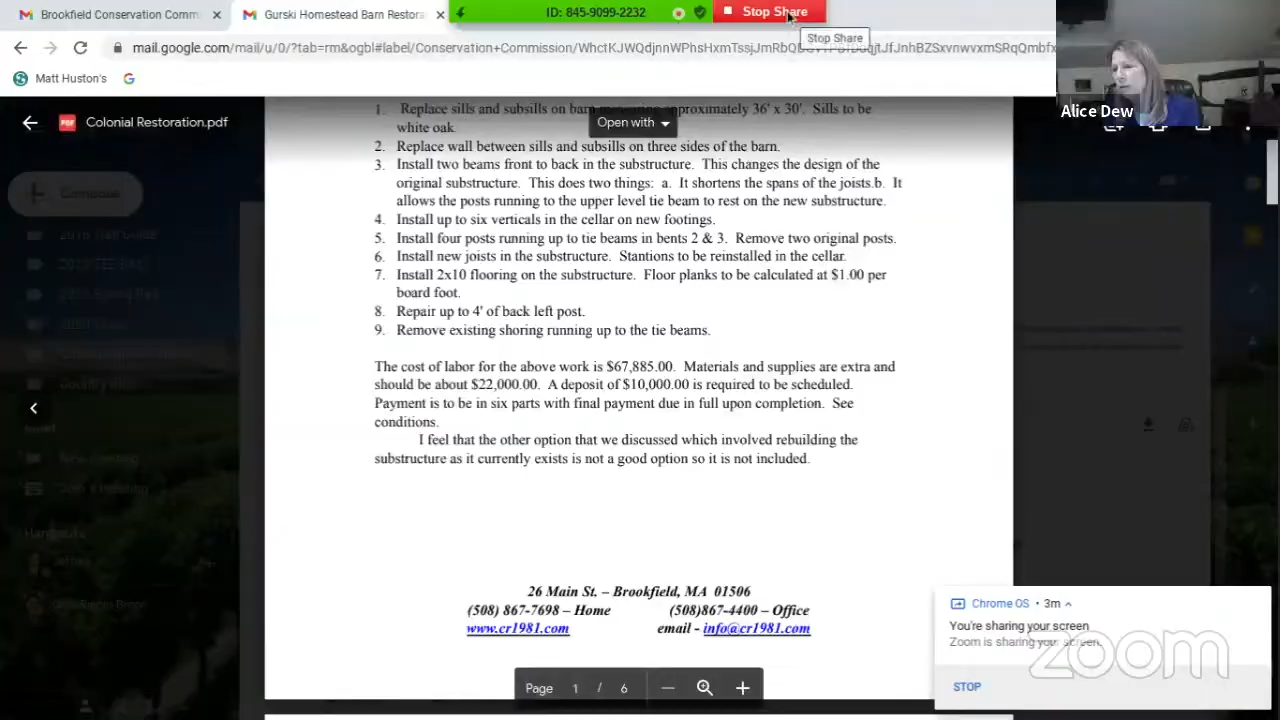 Brookfield Conservation Comm
Gurski Homestead Barn Restora
ID: 845-9099-2232
Stop Share
Stop Share
mail.google.com/mail/u/0/?tab=rm&ogbl#label/Conservation+Commission/
Matt Huston's
Alice Dew
Colonial Restoration.pdf
Open with
Compose
1. Replace sills and subsills on barn measuring approximately 36' x 30'. Sills to be
white oak.
2. Replace wall between sills and subsills on three sides of the barn.
3. Install two beams front to back in the substructure. This changes the design of the
original substructure. This does two things: a. It shortens the spans of the joists.b. It
allows the posts running to the upper level tie beam to rest on the new substructure.
4. Install up to six verticals in the cellar on new footings.
5. Install four posts running up to tie beams in bents 2 & 3. Remove two original posts.
6. Install new joists in the substructure. Stantions to be reinstalled in the cellar.
7. Install 2x10 flooring on the substructure. Floor planks to be calculated at $1.00 per
board foot.
8. Repair up to 4' of back left post.
9. Remove existing shoring running up to the tie beams.
The cost of labor for the above work is $67,885.00. Materials and supplies are extra and
should be about $22,000.00. A deposit of $10,000.00 is required to be scheduled.
Payment is to be in six parts with final payment due in full upon completion. See
conditions.
I feel that the other option that we discussed which involved rebuilding the
substructure as it currently exists is not a good option so it is not included.
26 Main St. – Brookfield, MA 01506
(508) 867-7698 – Home (508)867-4400 – Office
www.cr1981.com email - info@cr1981.com
Page 1 / 6
Chrome OS • 3m
You're sharing your screen
Zoom is sharing your screen.
STOP
zoom